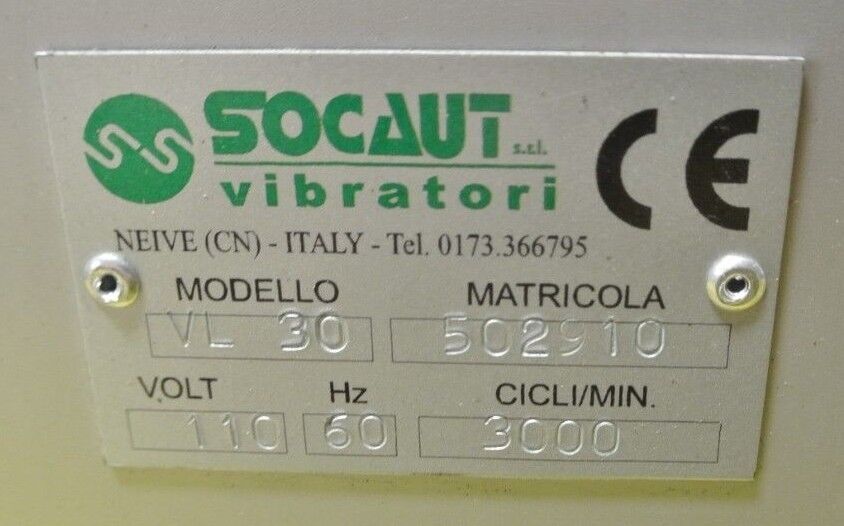 SOCAUT s.r.l.
vibratori
CE
NEIVE (CN) - ITALY - Tel. 0173.366795
MODELLO MATRICOLA
VL 30 502910
VOLT Hz CICLI/MIN.
110 60 3000